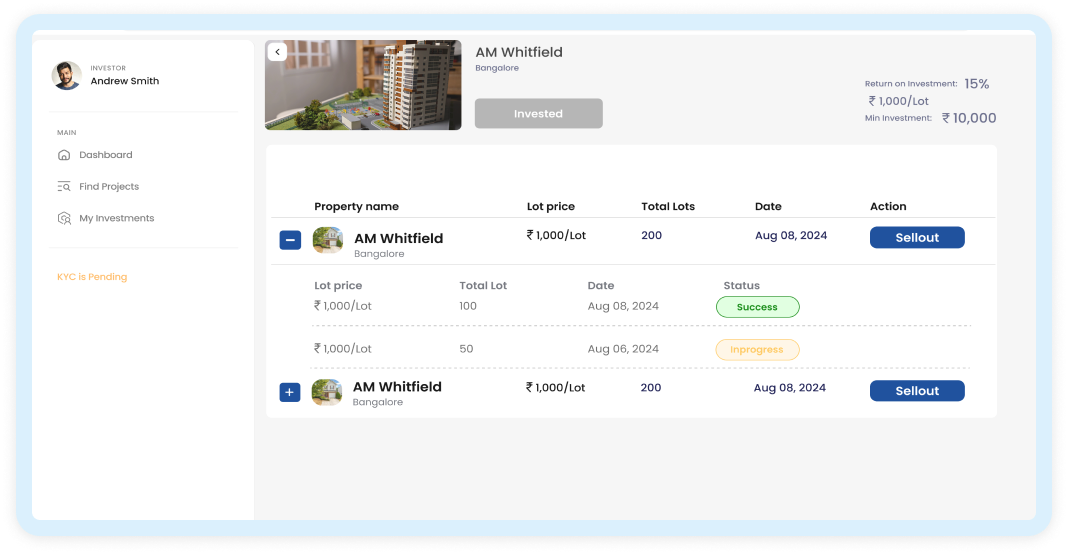 INVESTOR
Andrew Smith
MAIN
Dashboard
Find Projects
My Investments
KYC is Pending
AM Whitfield
Bangalore
Invested
Return on Investment: 15%
₹ 1,000/Lot
Min Investment: ₹ 10,000
Property name Lot price Total Lots Date Action
AM Whitfield ₹ 1,000/Lot 200 Aug 08, 2024 Sellout
Bangalore
Lot price Total Lot Date Status
₹ 1,000/Lot 100 Aug 08, 2024 Success
₹ 1,000/Lot 50 Aug 06, 2024 Inprogress
AM Whitfield ₹ 1,000/Lot 200 Aug 08, 2024 Sellout
Bangalore